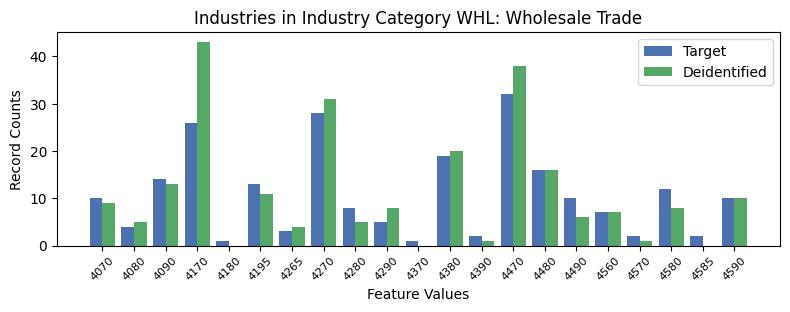 Industries in Industry Category WHL: Wholesale Trade
Target
Deidentified
Record Counts
40
30
20
10
0
4070 4080 4090 4170 4180 4195 4265 4270 4280 4290 4370 4380 4390 4470 4480 4490 4560 4570 4580 4585 4590
Feature Values